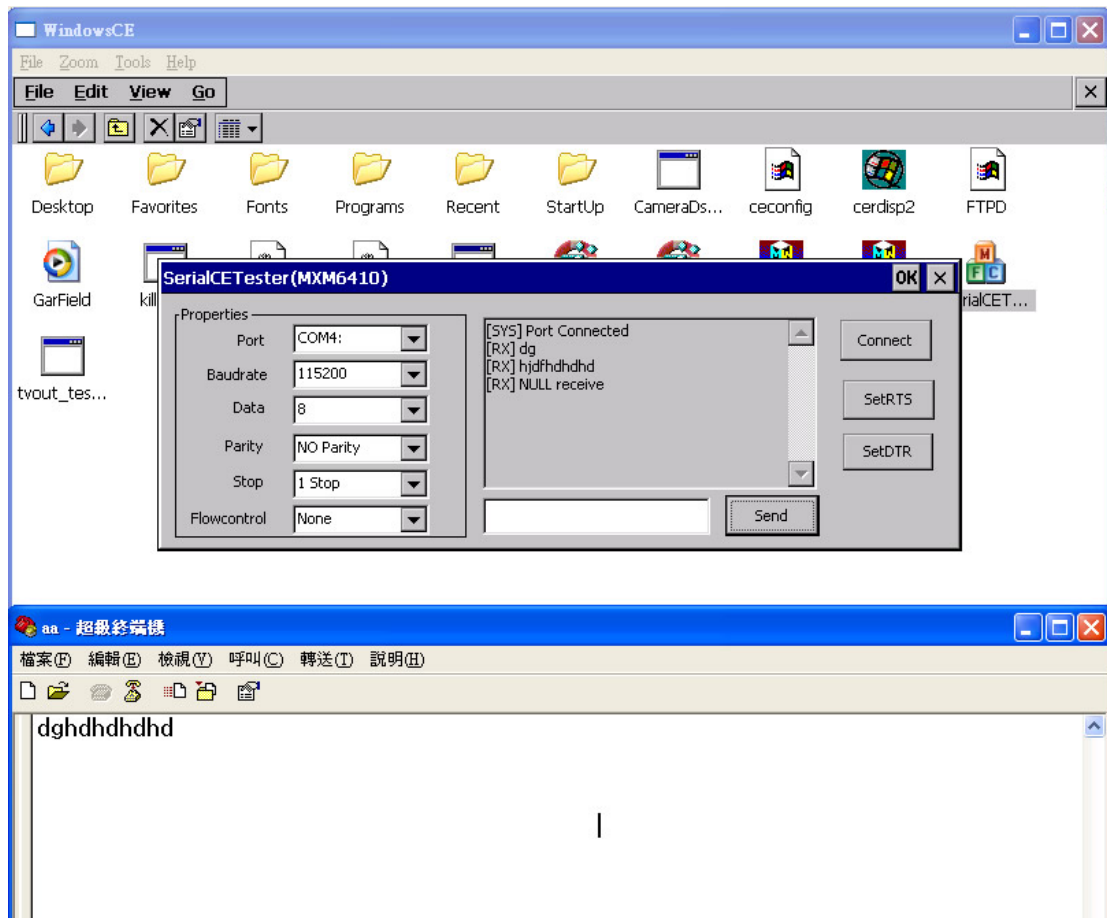 WindowsCE
File Zoom Tools Help
File Edit View Go
Desktop Favorites Fonts Programs Recent StartUp CameraDs... ceconfig cerdisp2 FTPD
GarField kill rialCET...
tvout_tes...
SerialCETester(MXM6410) OK
Properties
Port COM4:
Baudrate 115200
Data 8
Parity NO Parity
Stop 1 Stop
Flowcontrol None
[SYS] Port Connected
[RX] dg
[RX] hjdfhdhdhd
[RX] NULL receive
Send
Connect
SetRTS
SetDTR
aa - 超級終端機
檔案(F) 編輯(E) 檢視(V) 呼叫(C) 轉送(T) 說明(H)
dghdhdhdhd